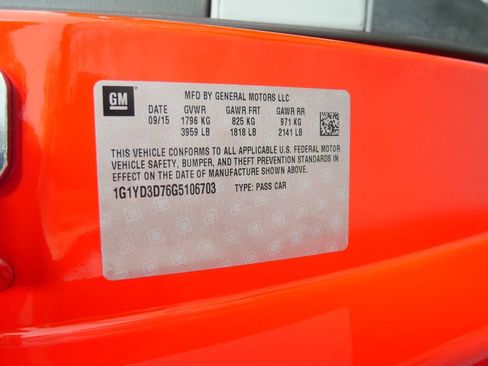 GM
MFD BY GENERAL MOTORS LLC
DATE GVWR GAWR FRT GAWR RR
09/15 1796 KG 825 KG 971 KG
3959 LB 1818 LB 2141 LB
THIS VEHICLE CONFORMS TO ALL APPLICABLE U.S. FEDERAL MOTOR
VEHICLE SAFETY, BUMPER, AND THEFT PREVENTION STANDARDS IN
EFFECT ON THE DATE OF MANUFACTURE SHOWN ABOVE.
1G1YD3D76G5106703 TYPE: PASS CAR